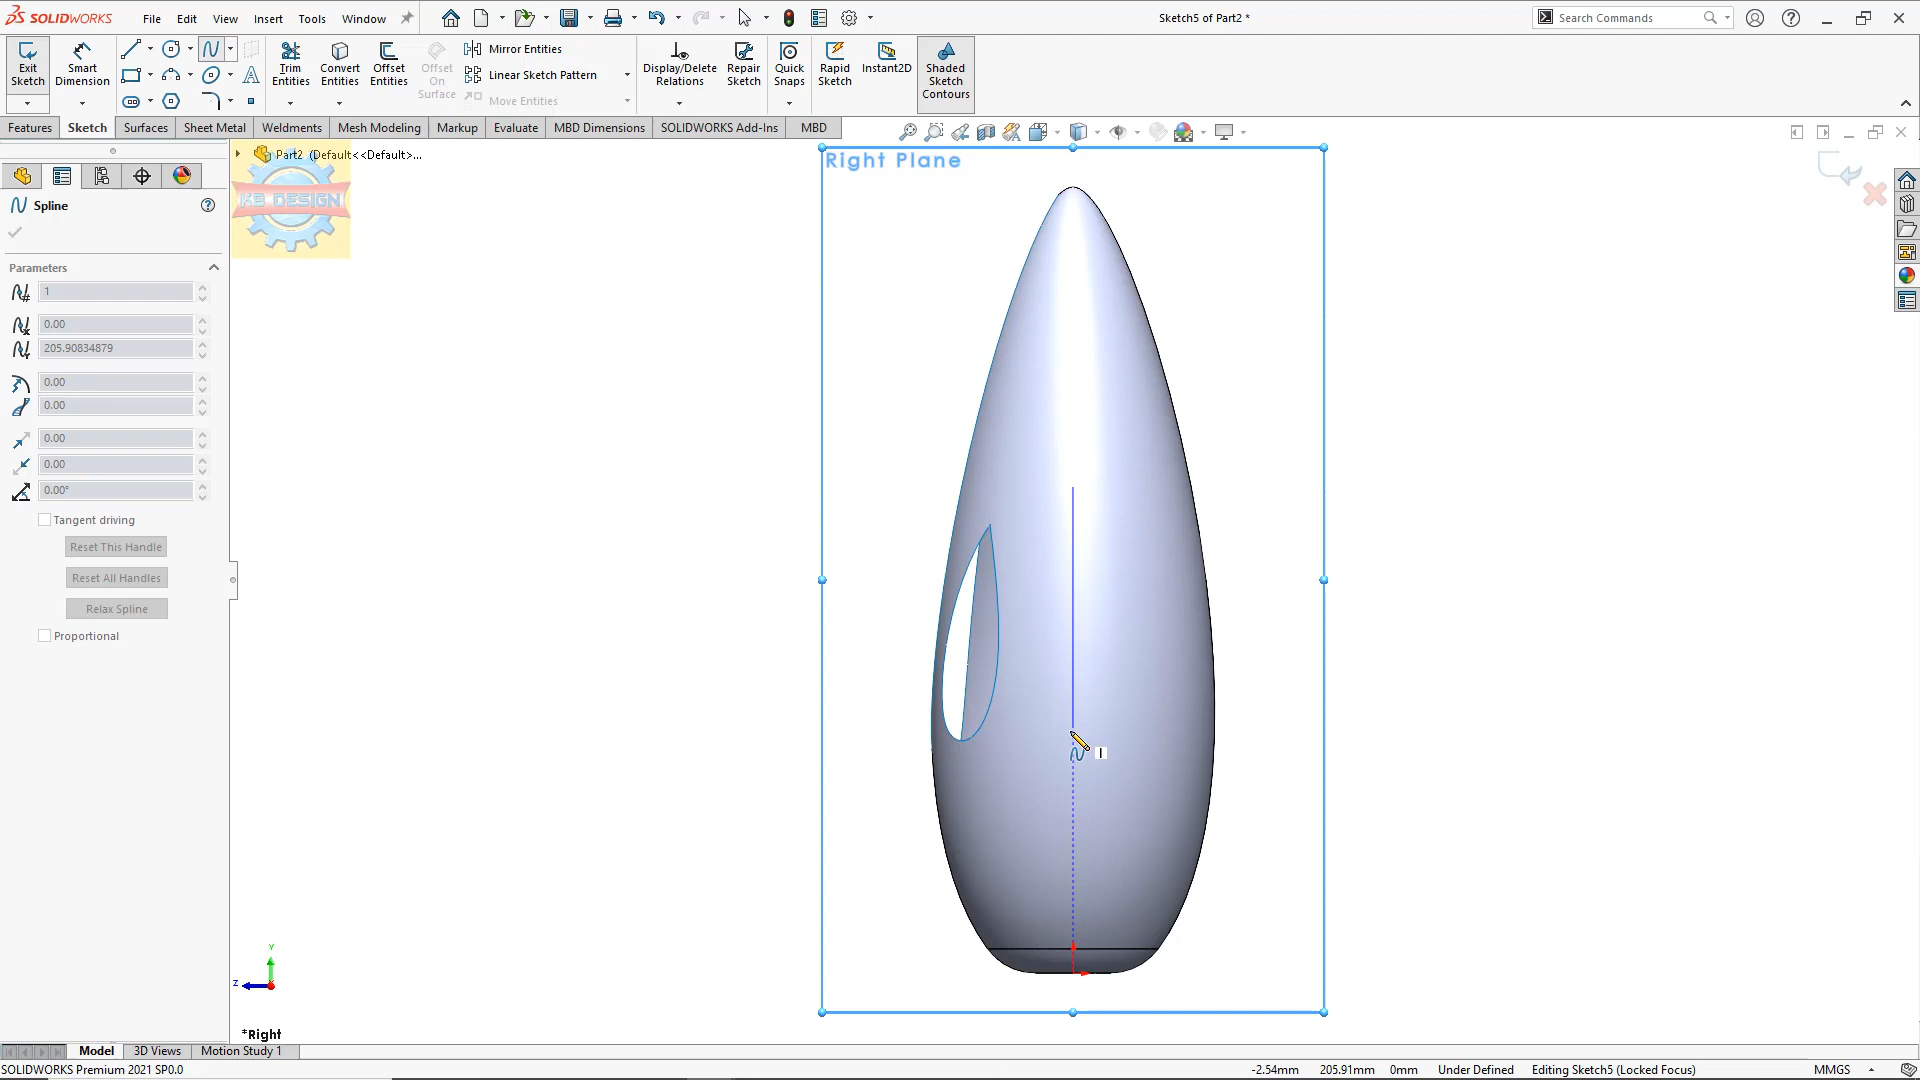 SOLIDWORKS
File Edit View Insert Tools Window
Sketch5 of Part2 *
Search Commands
Exit Sketch
Smart Dimension
Trim Entities
Convert Entities
Offset Entities
Offset On Surface
Mirror Entities
Linear Sketch Pattern
Move Entities
Display/Delete Relations
Repair Sketch
Quick Snaps
Rapid Sketch
Instant2D
Shaded Sketch Contours
Features Sketch Surfaces Sheet Metal Weldments Mesh Modeling Markup Evaluate MBD Dimensions SOLIDWORKS Add-Ins MBD
Part2 (Default<<Default>...
KB DESIGN
Right Plane
Spline
Parameters
1
0.00
205.90834879
0.00
0.00
0.00
0.00
0.00°
Tangent driving
Reset This Handle
Reset All Handles
Relax Spline
Proportional
Y
Z
*Right
Model 3D Views Motion Study 1
SOLIDWORKS Premium 2021 SP0.0
-2.54mm 205.91mm 0mm Under Defined Editing Sketch5 (Locked Focus) MMGS